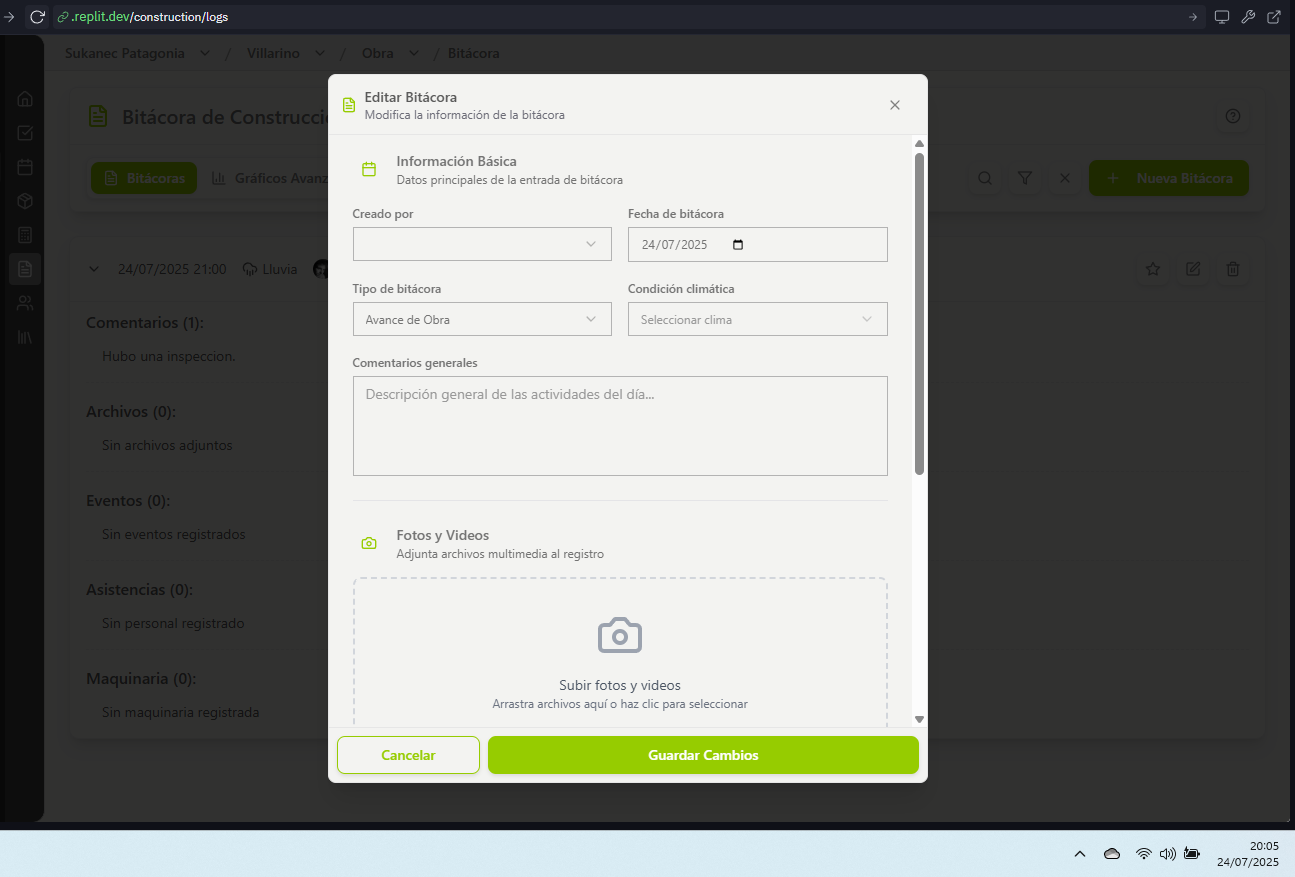 .replit.dev/construction/logs
Sukanec Patagonia / Villarino / Obra / Bitácora
Editar Bitácora
Modifica la información de la bitácora
Bitácora de Construcci
Bitácoras Gráficos Avanz
Nueva Bitácora
Información Básica
Datos principales de la entrada de bitácora
Creado por Fecha de bitácora
24/07/2025
24/07/2025 21:00 Lluvia
Tipo de bitácora Condición climática
Avance de Obra Seleccionar clima
Comentarios (1):
Hubo una inspeccion.
Comentarios generales
Descripción general de las actividades del día...
Archivos (0):
Sin archivos adjuntos
Eventos (0):
Sin eventos registrados
Fotos y Videos
Adjunta archivos multimedia al registro
Asistencias (0):
Sin personal registrado
Subir fotos y videos
Arrastra archivos aquí o haz clic para seleccionar
Maquinaria (0):
Sin maquinaria registrada
Cancelar Guardar Cambios
20:05
24/07/2025